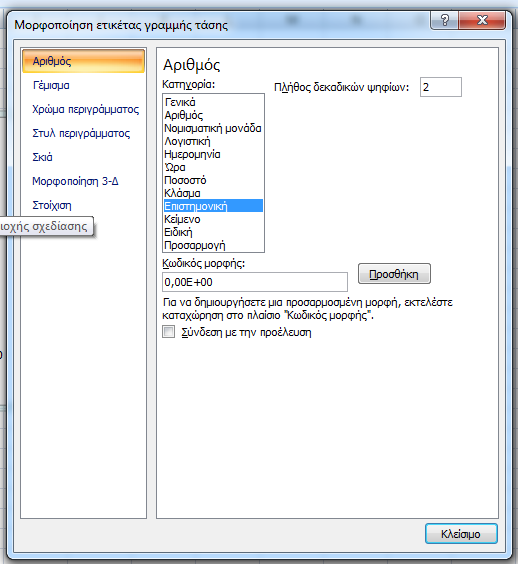 Μορφοποίηση ετικέτας γραμμής τάσης
Αριθμός
Γέμισμα
Χρώμα περιγράμματος
Στυλ περιγράμματος
Σκιά
Μορφοποίηση 3-Δ
Στοίχιση
ιοχής σχεδίασης
Αριθμός
Κατηγορία:
Γενικά
Αριθμός
Νομισματική μονάδα
Λογιστική
Ημερομηνία
Ώρα
Ποσοστό
Κλάσμα
Επιστημονική
Κείμενο
Ειδική
Προσαρμογή
Πλήθος δεκαδικών ψηφίων: 2
Κωδικός μορφής:
0,00E+00 Προσθήκη
Για να δημιουργήσετε μια προσαρμοσμένη μορφή, εκτελέστε
καταχώρηση στο πλαίσιο "Κωδικός μορφής".
Σύνδεση με την προέλευση
Κλείσιμο